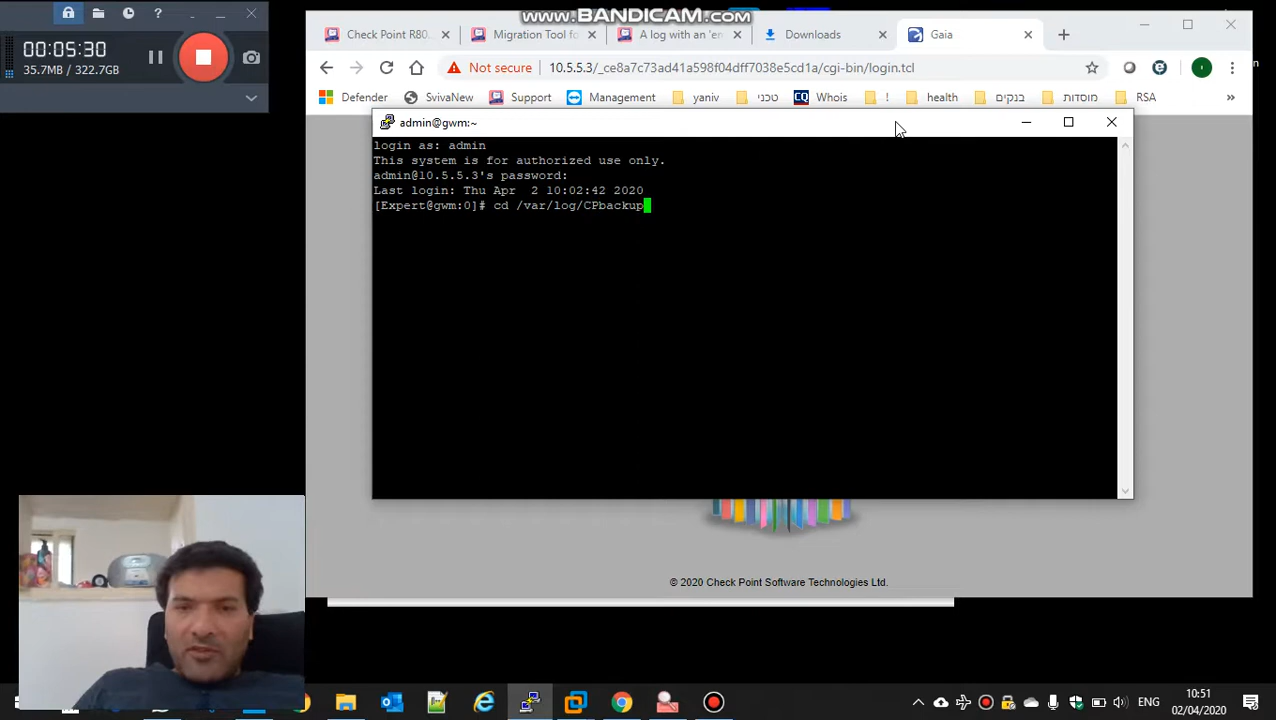 00:05:30
35.7MB / 322.7GB
www.BANDICAM.com
Check Point R80.
Migration Tool fo
A log with an 'en
Downloads
Gaia
Not secure
10.5.5.3/_ce8a7c73ad41a598f04dff7038e5cd1a/cgi-bin/login.tcl
Defender
SvivaNew
Support
Management
yaniv
טכני
CQ
Whois
!
health
בנקים
מוסדות
RSA
admin@gwm:~
login as: admin
This system is for authorized use only.
admin@10.5.5.3's password:
Last login: Thu Apr  2 10:02:42 2020
[Expert@gwm:0]# cd /var/log/CPbackup
© 2020 Check Point Software Technologies Ltd.
ENG
10:51
02/04/2020